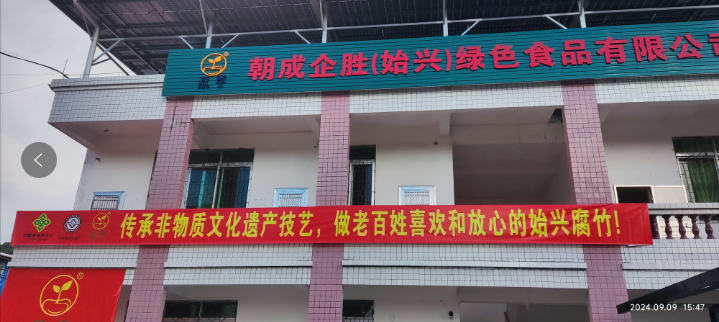 朝成企胜(始兴)绿色食品有限公司
传承非物质文化遗产技艺，做老百姓喜欢和放心的始兴腐竹！
2024.09.09 15:47